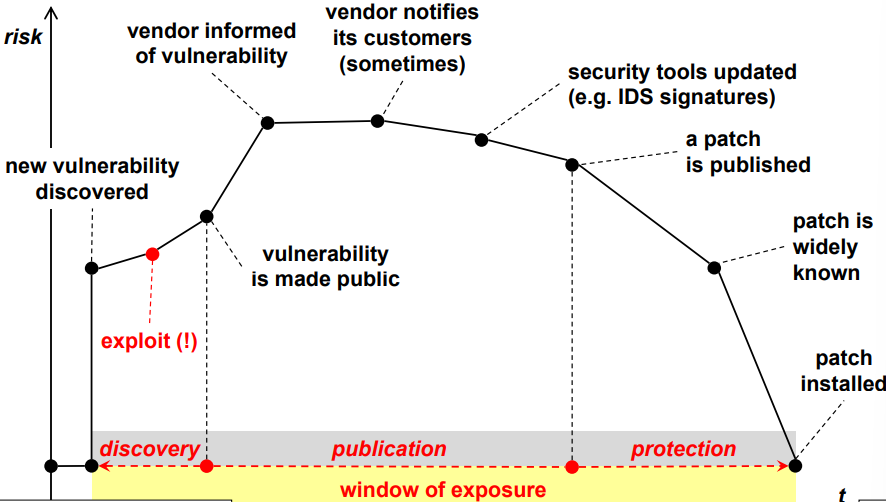 risk
vendor informed
of vulnerability
vendor notifies
its customers
(sometimes)
security tools updated
(e.g. IDS signatures)
a patch
is published
new vulnerability
discovered
vulnerability
is made public
patch is
widely
known
exploit (!)
patch
installed
discovery
publication
protection
window of exposure
t